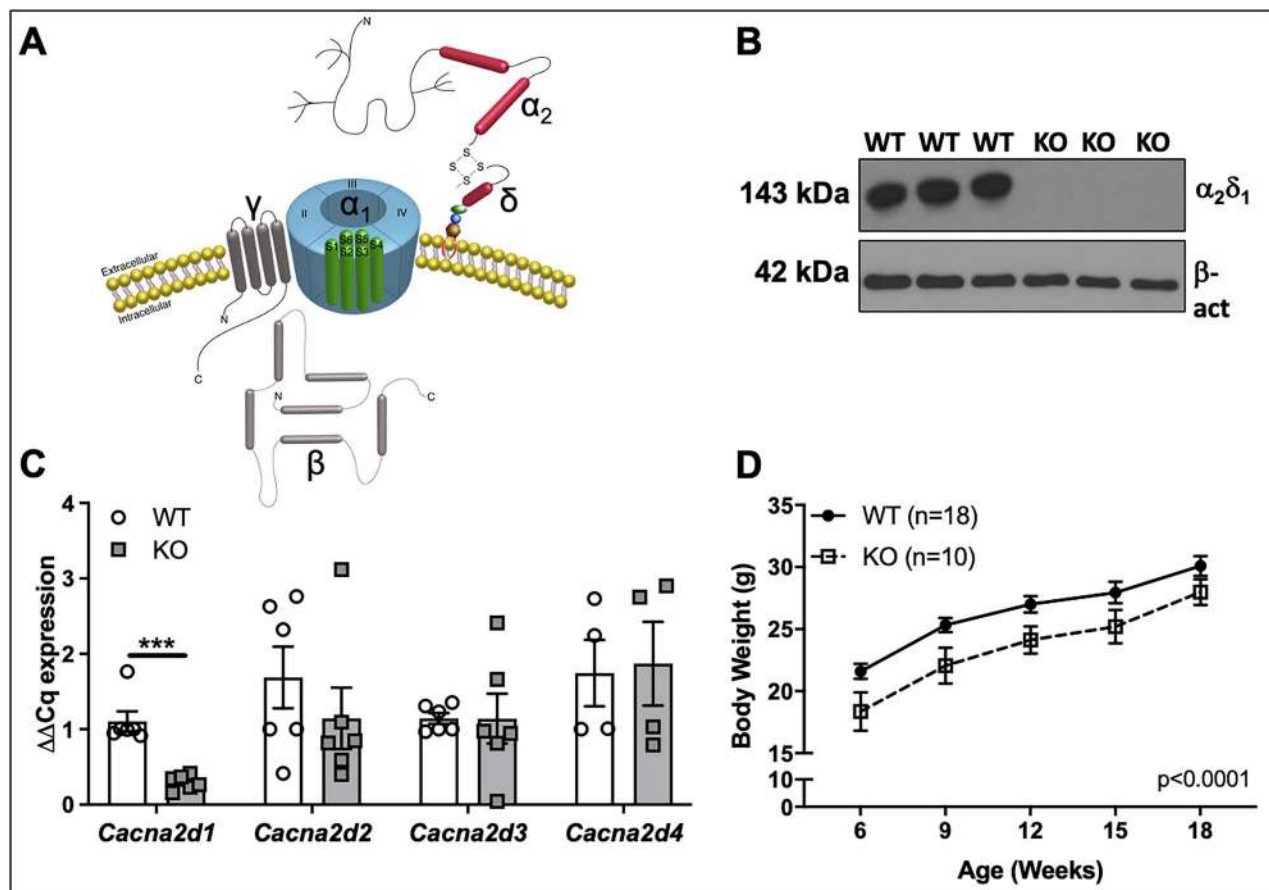 A
N
α2
S
S S
S
δ
γ
III
II
α1
IV
S6 S5
S1 S2 S3 S4
Extracellular
Intracellular
N
C
N
C
β
B
WT WT WT KO KO KO
143 kDa
α2δ1
42 kDa
β-
act
C
4
3
2
1
0
ΔΔCq expression
WT
KO
***
Cacna2d1 Cacna2d2 Cacna2d3 Cacna2d4
D
35
30
25
20
15
10
0
Body Weight (g)
WT (n=18)
KO (n=10)
p<0.0001
6 9 12 15 18
Age (Weeks)